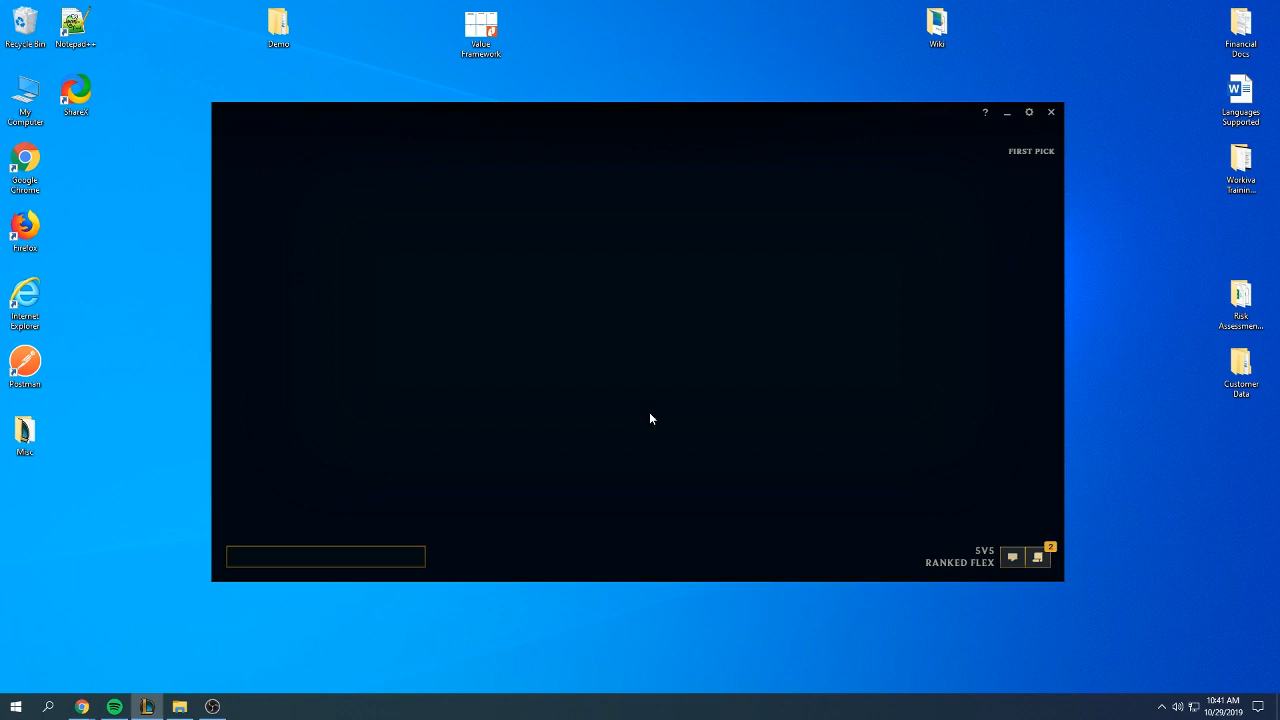 Recycle Bin
Notepad++
Demo
Value
Framework
Wiki
Financial
Docs
My
Computer
ShareX
Languages
Supported
?
FIRST PICK
Google
Chrome
Workiva
Trainin...
Firefox
Internet
Explorer
Risk
Assessmen...
Postman
Customer
Data
Misc
2
5V5
RANKED FLEX
10:41 AM
10/29/2019